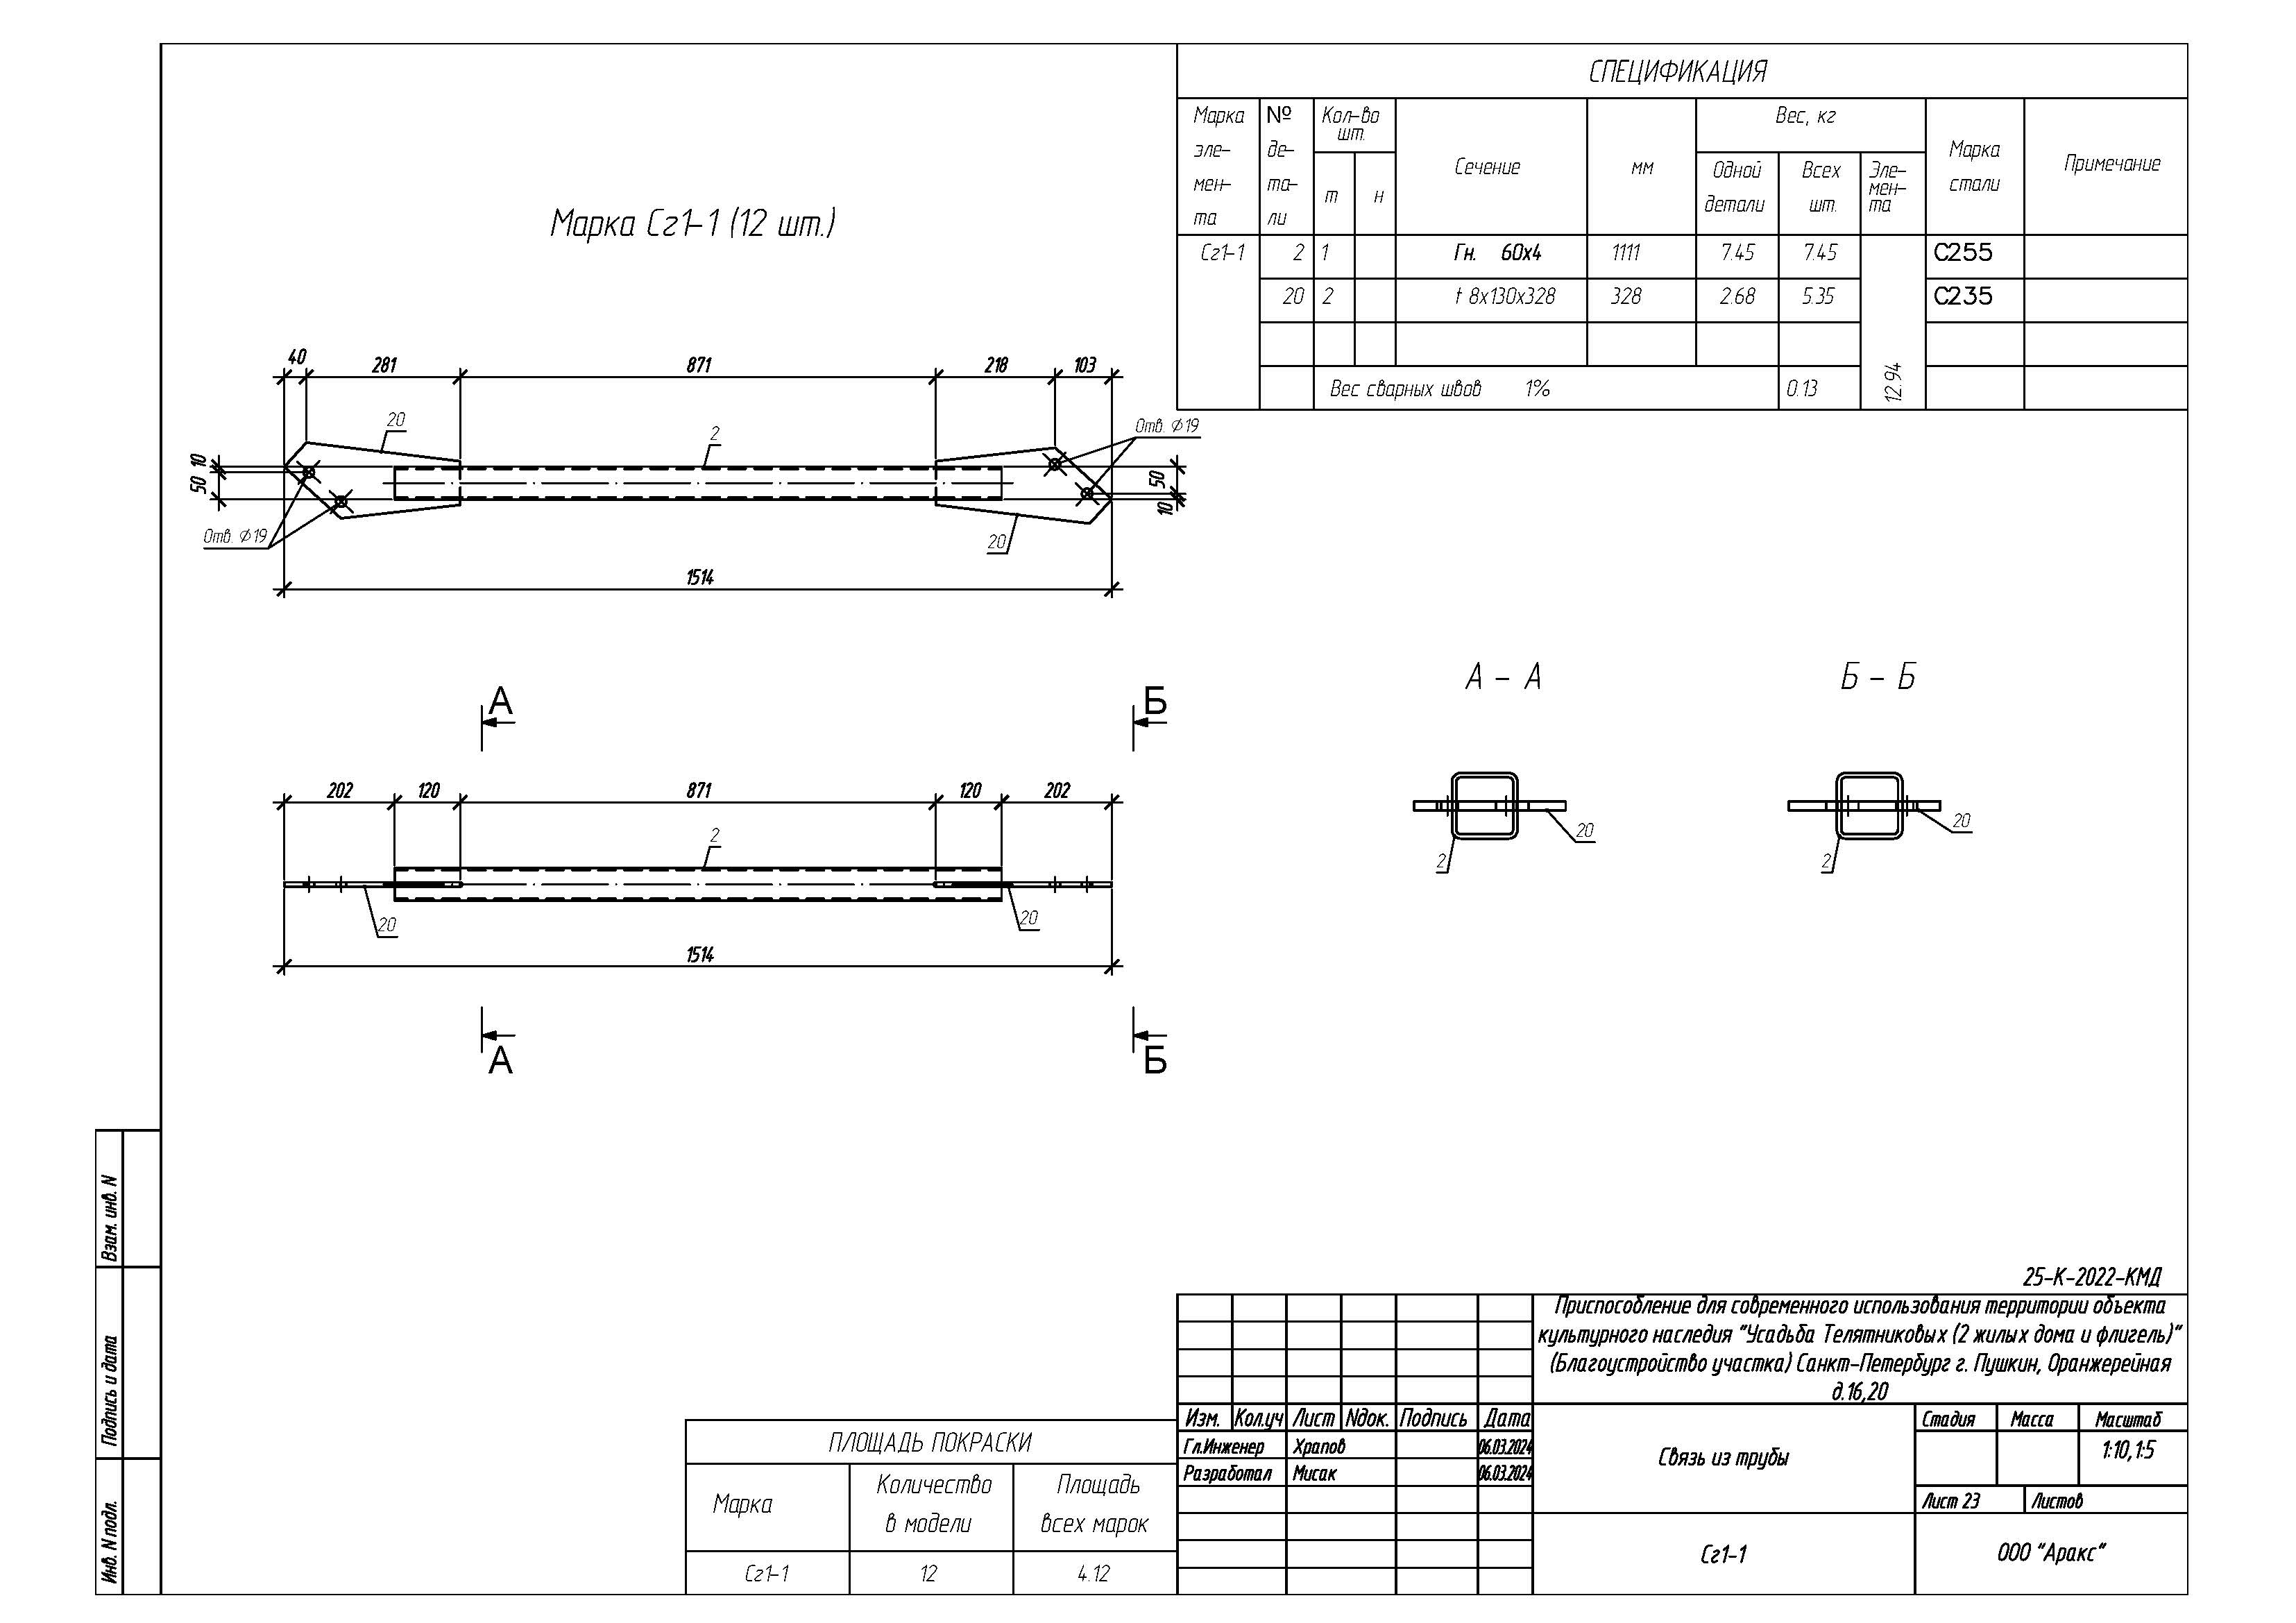 СПЕЦИФИКАЦИЯ
Марка эле- мен- та
№ де- та- ли
Кол-во шт.
т
н
Сечение
мм
Вес, кг
Одной детали
Всех шт.
Эле- мен- та
Марка стали
Примечание
Сг1-1 2 1 Гн. 60х4 1111 7.45 7.45 С255
20 2 t 8х130х328 328 2.68 5.35 С235
Вес сварных швов 1% 0.13
12.94
Марка Сг1-1 (12 шт.)
40 281 871 218 103
20
2
Отв. Ø19
10
50
50
10
Отв. Ø19
20
1514
А Б
А - А
Б - Б
202 120 871 120 202
2
20
20
1514
А Б
20
2
20
2
Взам. инв. N
Подпись и дата
Инв. N подл.
25-К-2022-КМД
Приспособление для современного использования территории объекта
культурного наследия "Усадьба Телятниковых (2 жилых дома и флигель)"
(Благоустройство участка) Санкт-Петербург г. Пушкин, Оранжерейная
д.16,20
Изм. Кол.уч Лист Nдок. Подпись Дата
Гл.Инженер Храпов 06.03.2024
Разработал Мисак 06.03.2024
Связь из трубы
Стадия Масса Масштаб
1:10, 1:5
Лист 23 Листов
Сг1-1
ООО "Аракс"
ПЛОЩАДЬ ПОКРАСКИ
Марка
Количество в модели
Площадь всех марок
Сг1-1 12 4.12